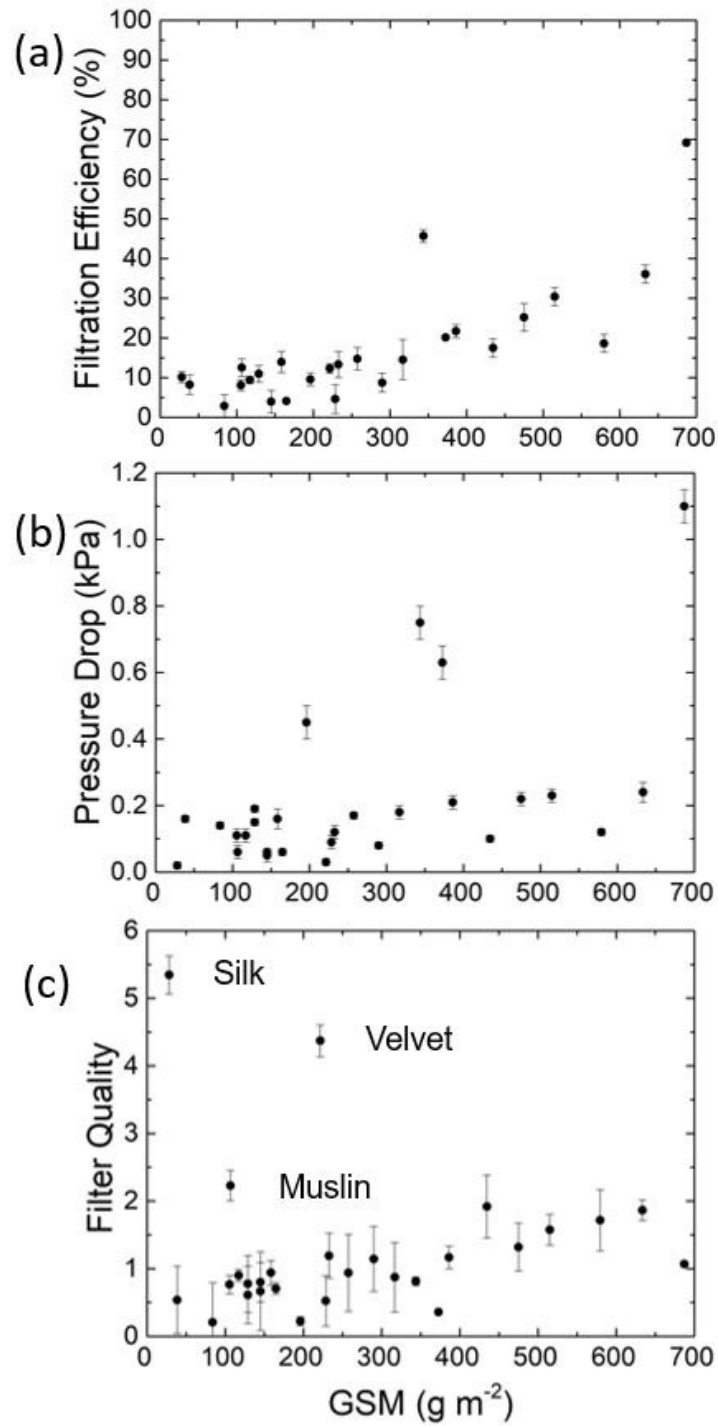 (a)
Filtration Efficiency (%)
100
90
80
70
60
50
40
30
20
10
0
0 100 200 300 400 500 600 700
(b)
Pressure Drop (kPa)
1.2
1.0
0.8
0.6
0.4
0.2
0.0
0 100 200 300 400 500 600 700
(c)
Filter Quality
6
5
4
3
2
1
0
Silk
Velvet
Muslin
0 100 200 300 400 500 600 700
GSM (g m⁻²)